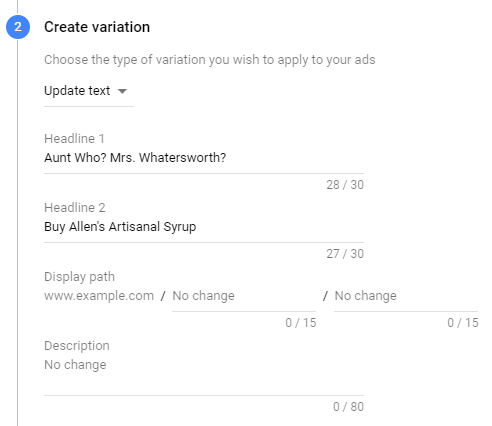 2 Create variation
Choose the type of variation you wish to apply to your ads
Update text
Headline 1
Aunt Who? Mrs. Whatersworth?
28 / 30
Headline 2
Buy Allen's Artisanal Syrup
27 / 30
Display path
www.example.com / No change / No change
0 / 15 0 / 15
Description
No change
0 / 80